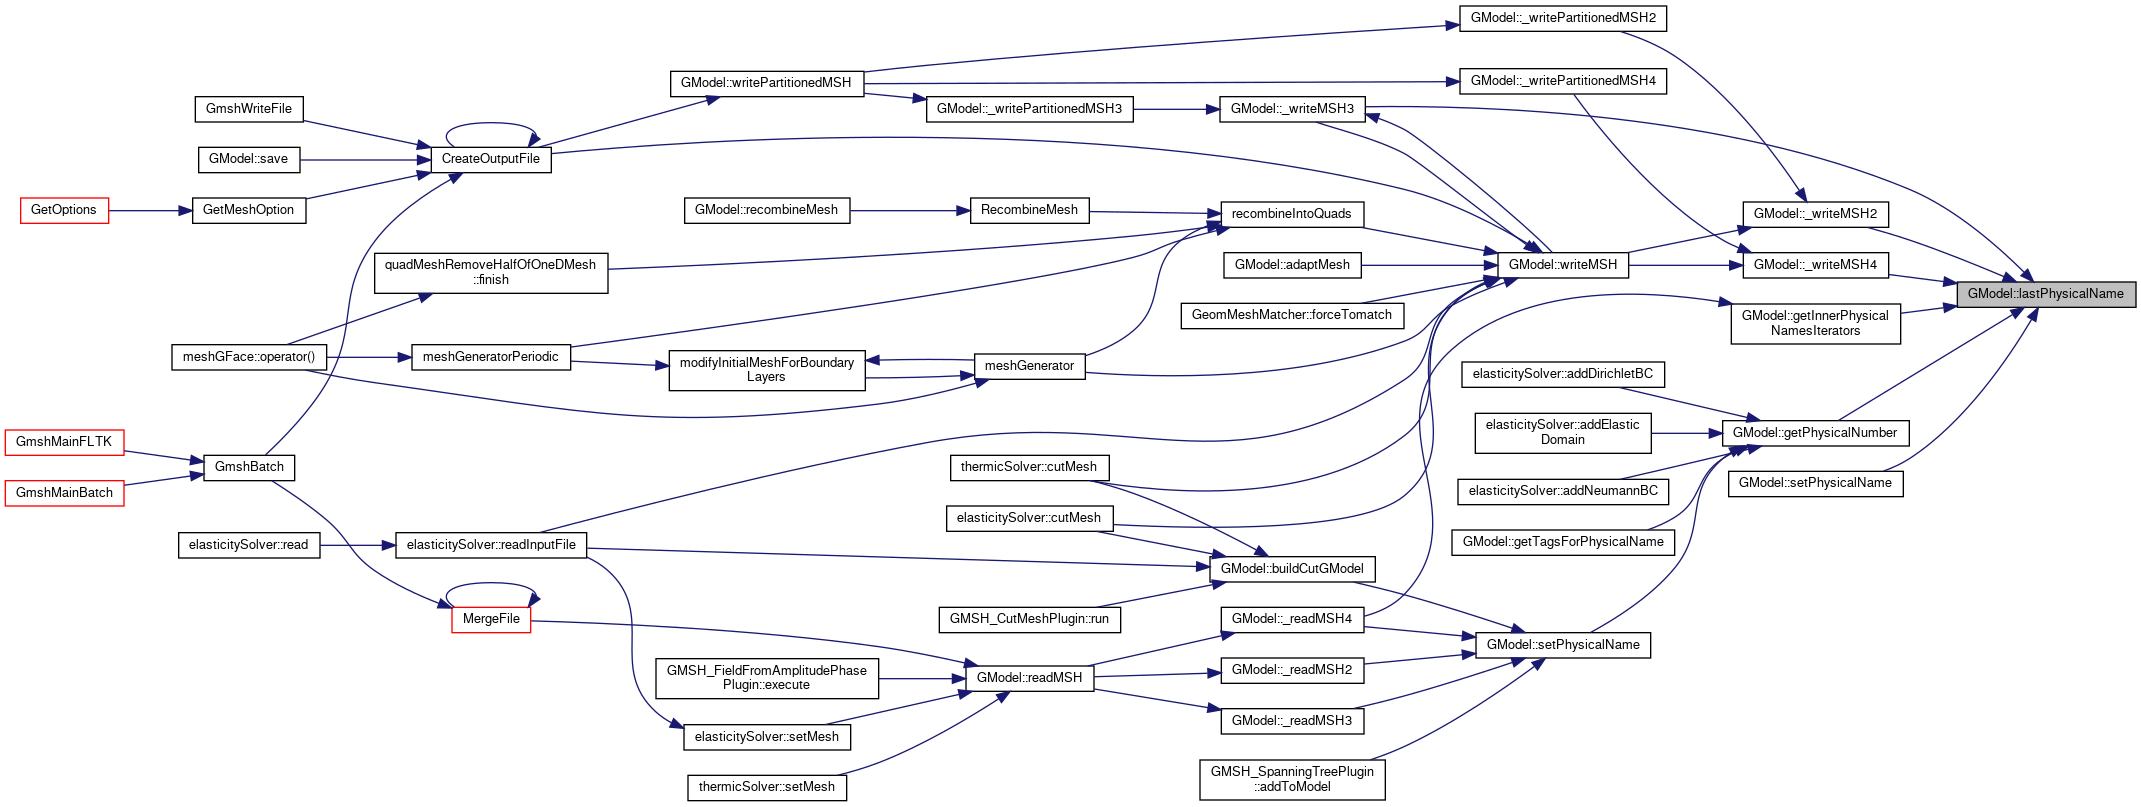 GModel::_writePartitionedMSH2
GModel::writePartitionedMSH
GModel::_writePartitionedMSH4
GmshWriteFile
GModel::_writePartitionedMSH3
GModel::_writeMSH3
GModel::save
CreateOutputFile
GetOptions
GetMeshOption
GModel::recombineMesh
RecombineMesh
recombineIntoQuads
GModel::_writeMSH2
quadMeshRemoveHalfOfOneDMesh
::finish
GModel::adaptMesh
GModel::writeMSH
GModel::_writeMSH4
GModel::lastPhysicalName
GeomMeshMatcher::forceTomatch
GModel::getInnerPhysical
NamesIterators
meshGFace::operator()
meshGeneratorPeriodic
modifyInitialMeshForBoundary
Layers
meshGenerator
elasticitySolver::addDirichletBC
elasticitySolver::addElastic
Domain
GModel::getPhysicalNumber
GmshMainFLTK
GmshBatch
thermicSolver::cutMesh
GModel::setPhysicalName
GmshMainBatch
elasticitySolver::addNeumannBC
elasticitySolver::cutMesh
elasticitySolver::read
elasticitySolver::readInputFile
GModel::getTagsForPhysicalName
GModel::buildCutGModel
MergeFile
GMSH_CutMeshPlugin::run
GModel::_readMSH4
GModel::setPhysicalName
GMSH_FieldFromAmplitudePhase
Plugin::execute
GModel::readMSH
GModel::_readMSH2
GModel::_readMSH3
elasticitySolver::setMesh
thermicSolver::setMesh
GMSH_SpanningTreePlugin
::addToModel